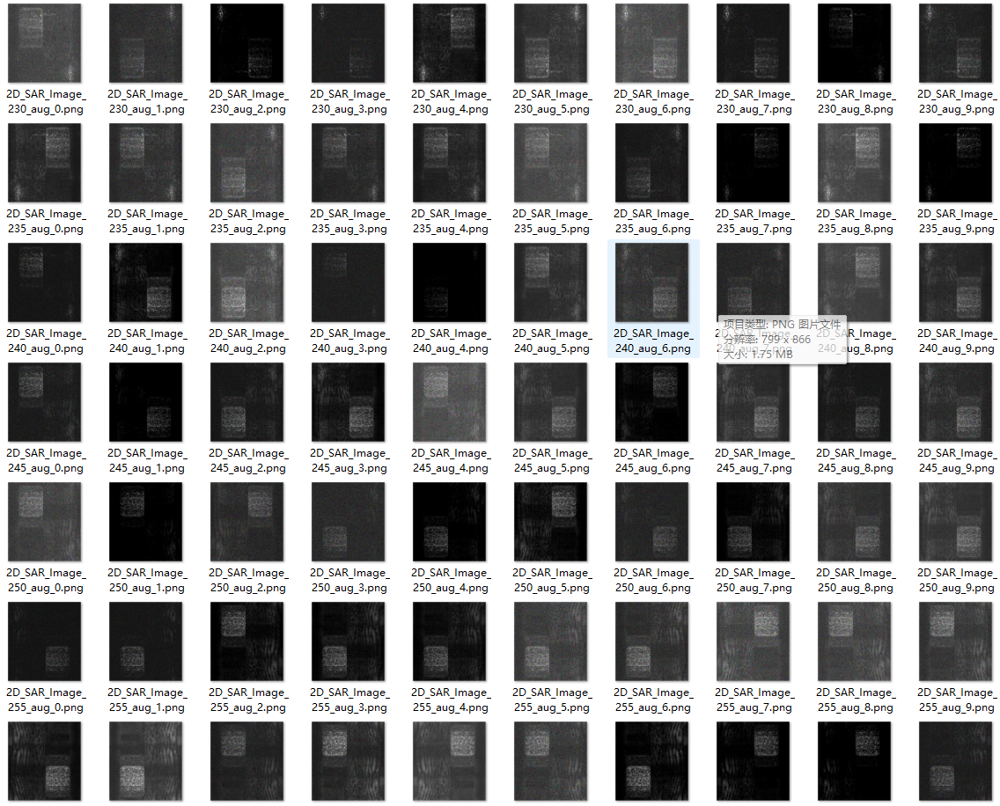 2D_SAR_Image_230_aug_0.png
2D_SAR_Image_230_aug_1.png
2D_SAR_Image_230_aug_2.png
2D_SAR_Image_230_aug_3.png
2D_SAR_Image_230_aug_4.png
2D_SAR_Image_230_aug_5.png
2D_SAR_Image_230_aug_6.png
2D_SAR_Image_230_aug_7.png
2D_SAR_Image_230_aug_8.png
2D_SAR_Image_230_aug_9.png
2D_SAR_Image_235_aug_0.png
2D_SAR_Image_235_aug_1.png
2D_SAR_Image_235_aug_2.png
2D_SAR_Image_235_aug_3.png
2D_SAR_Image_235_aug_4.png
2D_SAR_Image_235_aug_5.png
2D_SAR_Image_235_aug_6.png
2D_SAR_Image_235_aug_7.png
2D_SAR_Image_235_aug_8.png
2D_SAR_Image_235_aug_9.png
2D_SAR_Image_240_aug_0.png
2D_SAR_Image_240_aug_1.png
2D_SAR_Image_240_aug_2.png
2D_SAR_Image_240_aug_3.png
2D_SAR_Image_240_aug_4.png
2D_SAR_Image_240_aug_5.png
2D_SAR_Image_240_aug_6.png
2D_SAR_Image_240_aug_7.png
2D_SAR_Image_240_aug_8.png
2D_SAR_Image_240_aug_9.png
项目类型: PNG 图片文件
分辨率: 799 x 866
大小: 1.75 MB
2D_SAR_Image_245_aug_0.png
2D_SAR_Image_245_aug_1.png
2D_SAR_Image_245_aug_2.png
2D_SAR_Image_245_aug_3.png
2D_SAR_Image_245_aug_4.png
2D_SAR_Image_245_aug_5.png
2D_SAR_Image_245_aug_6.png
2D_SAR_Image_245_aug_7.png
2D_SAR_Image_245_aug_8.png
2D_SAR_Image_245_aug_9.png
2D_SAR_Image_250_aug_0.png
2D_SAR_Image_250_aug_1.png
2D_SAR_Image_250_aug_2.png
2D_SAR_Image_250_aug_3.png
2D_SAR_Image_250_aug_4.png
2D_SAR_Image_250_aug_5.png
2D_SAR_Image_250_aug_6.png
2D_SAR_Image_250_aug_7.png
2D_SAR_Image_250_aug_8.png
2D_SAR_Image_250_aug_9.png
2D_SAR_Image_255_aug_0.png
2D_SAR_Image_255_aug_1.png
2D_SAR_Image_255_aug_2.png
2D_SAR_Image_255_aug_3.png
2D_SAR_Image_255_aug_4.png
2D_SAR_Image_255_aug_5.png
2D_SAR_Image_255_aug_6.png
2D_SAR_Image_255_aug_7.png
2D_SAR_Image_255_aug_8.png
2D_SAR_Image_255_aug_9.png